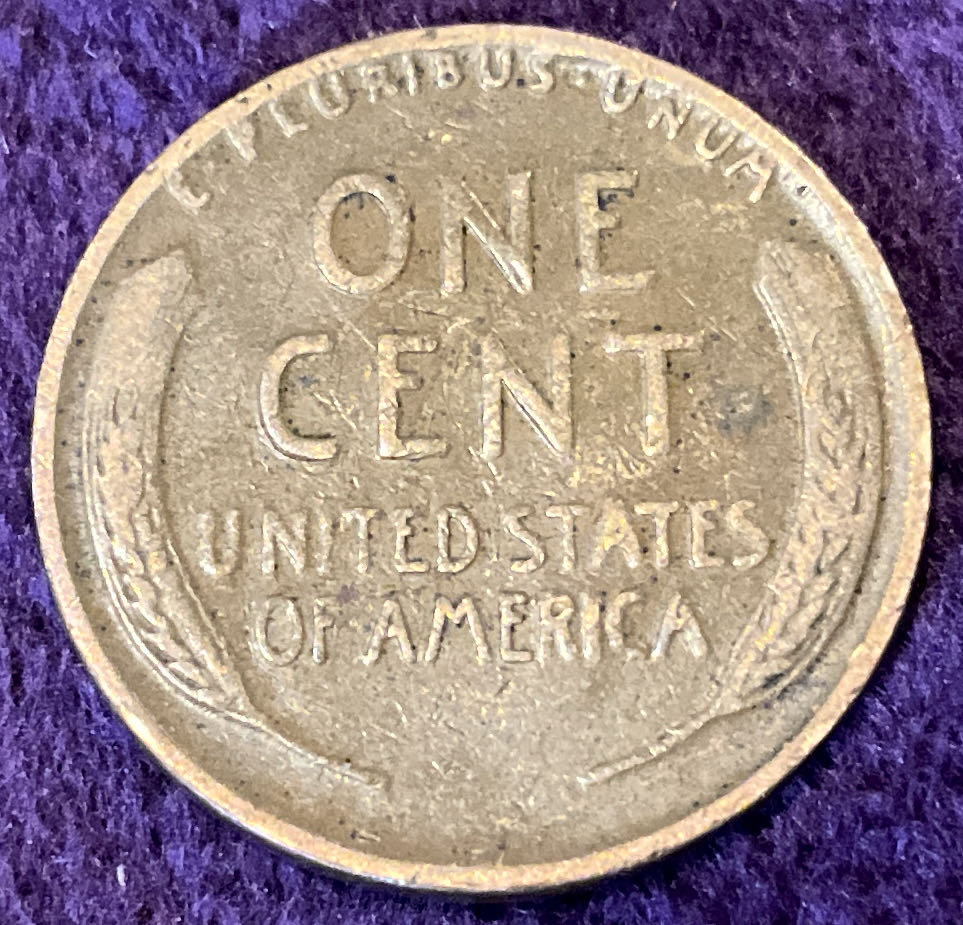 E·PLURIBUS·UNUM
ONE
CENT
UNITED STATES
OF AMERICA